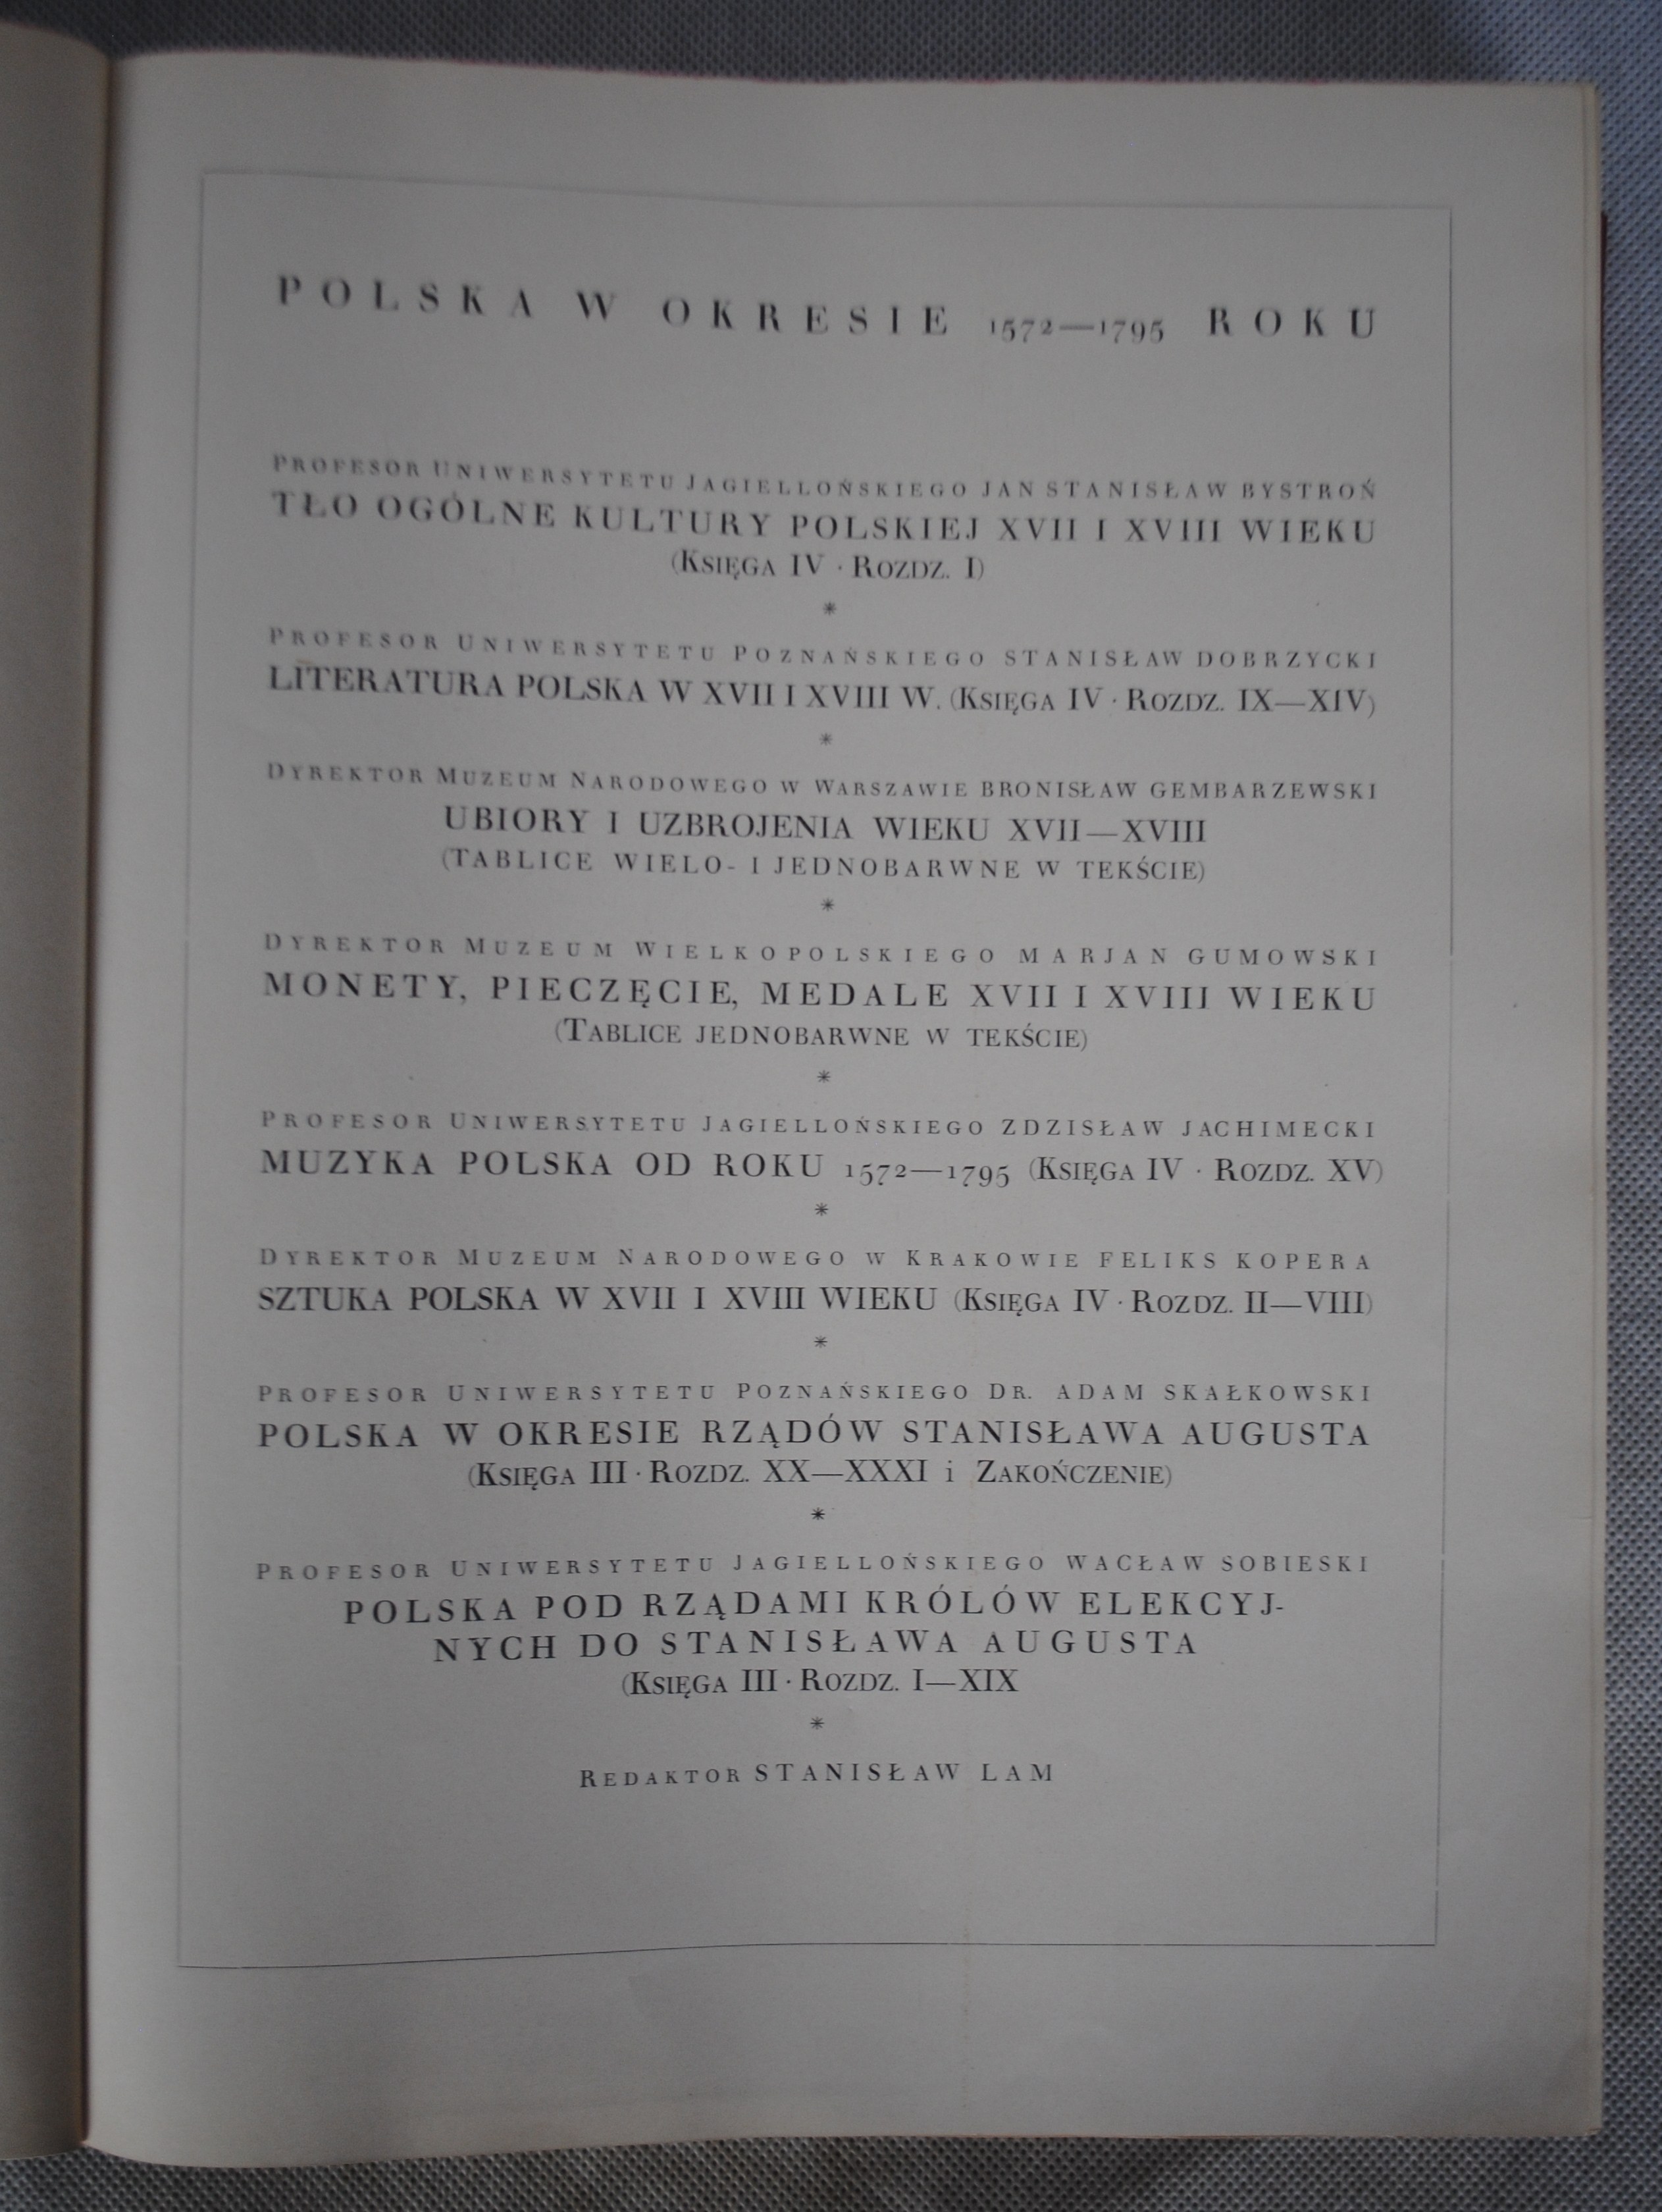 POLSKA W OKRESIE 1572—1795 ROKU
PROFESOR UNIWERSYTETU JAGIELLOŃSKIEGO JAN STANISŁAW BYSTROŃ
TŁO OGÓLNE KULTURY POLSKIEJ XVII I XVIII WIEKU
(KSIĘGA IV · ROZDZ. I)
*
PROFESOR UNIWERSYTETU POZNAŃSKIEGO STANISŁAW DOBRZYCKI
LITERATURA POLSKA W XVII I XVIII W. (KSIĘGA IV · ROZDZ. IX—XIV)
*
DYREKTOR MUZEUM NARODOWEGO W WARSZAWIE BRONISŁAW GEMBARZEWSKI
UBIORY I UZBROJENIA WIEKU XVII—XVIII
(TABLICE WIELO- I JEDNOBARWNE W TEKŚCIE)
*
DYREKTOR MUZEUM WIELKOPOLSKIEGO MARJAN GUMOWSKI
MONETY, PIECZĘCIE, MEDALE XVII I XVIII WIEKU
(TABLICE JEDNOBARWNE W TEKŚCIE)
*
PROFESOR UNIWERSYTETU JAGIELLOŃSKIEGO ZDZISŁAW JACHIMECKI
MUZYKA POLSKA OD ROKU 1572—1795 (KSIĘGA IV · ROZDZ. XV)
*
DYREKTOR MUZEUM NARODOWEGO W KRAKOWIE FELIKS KOPERA
SZTUKA POLSKA W XVII I XVIII WIEKU (KSIĘGA IV · ROZDZ. II—VIII)
*
PROFESOR UNIWERSYTETU POZNAŃSKIEGO DR. ADAM SKAŁKOWSKI
POLSKA W OKRESIE RZĄDÓW STANISŁAWA AUGUSTA
(KSIĘGA III · ROZDZ. XX—XXXI i ZAKOŃCZENIE)
*
PROFESOR UNIWERSYTETU JAGIELLOŃSKIEGO WACŁAW SOBIESKI
POLSKA POD RZĄDAMI KRÓLÓW ELEKCYJ-
NYCH DO STANISŁAWA AUGUSTA
(KSIĘGA III · ROZDZ. I—XIX
*
REDAKTOR STANISŁAW LAM